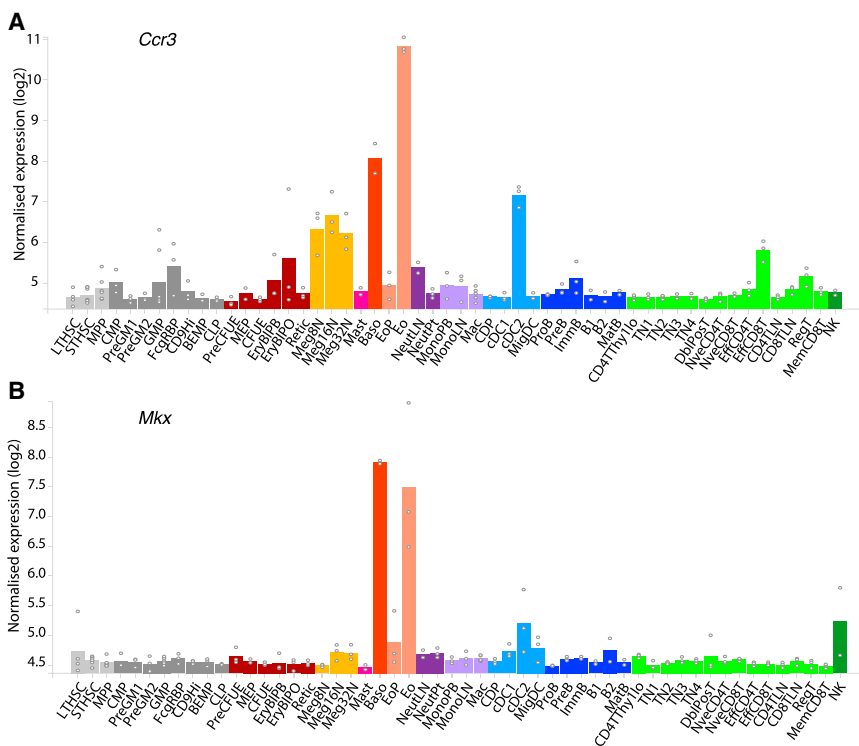 A
Ccr3
Normalised expression (log2)
11
10
9
8
7
6
5
LTHSC
STHSC
MPP
CMP
PreGM1
PreGM2
GMP
FcgRBP
CD9Hi
BEMP
CLP
PreCFUE
MEP
CFUE
EryBlPB
EryBlPO
Retic
Meg8N
Meg16N
Meg32N
Mast
Baso
EoP
Eo
NeutLN
NeutPt
MonoPB
MonoLN
Mac
CDP
cDC1
cDC2
MigDC
ProB
PreB
ImmB
B1
B2
MatB
CD4TThy1lo
TN1
TN2
TN3
TN4
DblPosT
NveCD4T
NveCD8T
EffCD4T
EffCD8T
CD4TLN
CD8TLN
RegT
MemCD8T
NK
B
Mkx
Normalised expression (log2)
8.5
8.0
7.5
7.0
6.5
6.0
5.5
5.0
4.5
LTHSC
STHSC
MPP
CMP
PreGM1
PreGM2
GMP
FcgRBP
CD9Hi
BEMP
CLP
PreCFUE
MEP
CFUE
EryBlPB
EryBlPO
Retic
Meg8N
Meg16N
Meg32N
Mast
Baso
EoP
Eo
NeutLN
NeutPt
MonoPB
MonoLN
Mac
CDP
cDC1
cDC2
MigDC
ProB
PreB
ImmB
B1
B2
MatB
CD4TThy1lo
TN1
TN2
TN3
TN4
DblPosT
NveCD4T
NveCD8T
EffCD4T
EffCD8T
CD4TLN
CD8TLN
RegT
MemCD8T
NK